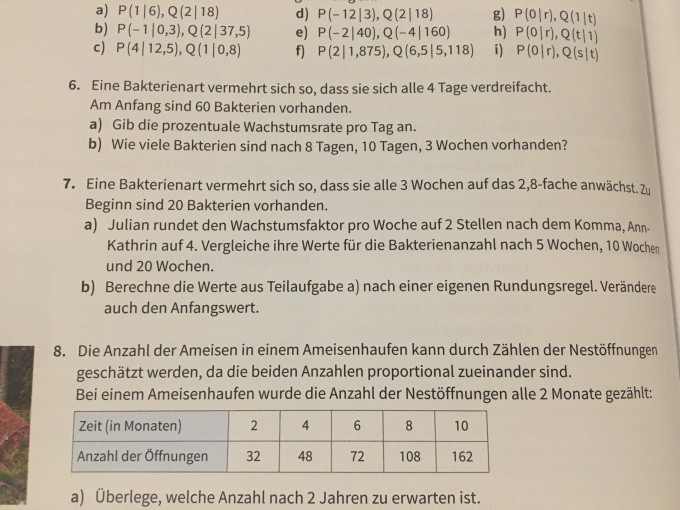 a) P(1|6), Q(2|18) d) P(−12|3), Q(2|18) g) P(0|r), Q(1|t)
b) P(−1|0,3), Q(2|37,5) e) P(−2|40), Q(−4|160) h) P(0|r), Q(t|1)
c) P(4|12,5), Q(1|0,8) f) P(2|1,875), Q(6,5|5,118) i) P(0|r), Q(s|t)
6. Eine Bakterienart vermehrt sich so, dass sie sich alle 4 Tage verdreifacht.
Am Anfang sind 60 Bakterien vorhanden.
a) Gib die prozentuale Wachstumsrate pro Tag an.
b) Wie viele Bakterien sind nach 8 Tagen, 10 Tagen, 3 Wochen vorhanden?
7. Eine Bakterienart vermehrt sich so, dass sie alle 3 Wochen auf das 2,8-fache anwächst. Zu
Beginn sind 20 Bakterien vorhanden.
a) Julian rundet den Wachstumsfaktor pro Woche auf 2 Stellen nach dem Komma, Ann-
Kathrin auf 4. Vergleiche ihre Werte für die Bakterienanzahl nach 5 Wochen, 10 Wochen
und 20 Wochen.
b) Berechne die Werte aus Teilaufgabe a) nach einer eigenen Rundungsregel. Verändere
auch den Anfangswert.
8. Die Anzahl der Ameisen in einem Ameisenhaufen kann durch Zählen der Nestöffnungen
geschätzt werden, da die beiden Anzahlen proportional zueinander sind.
Bei einem Ameisenhaufen wurde die Anzahl der Nestöffnungen alle 2 Monate gezählt:
Zeit (in Monaten) 2 4 6 8 10
Anzahl der Öffnungen 32 48 72 108 162
a) Überlege, welche Anzahl nach 2 Jahren zu erwarten ist.